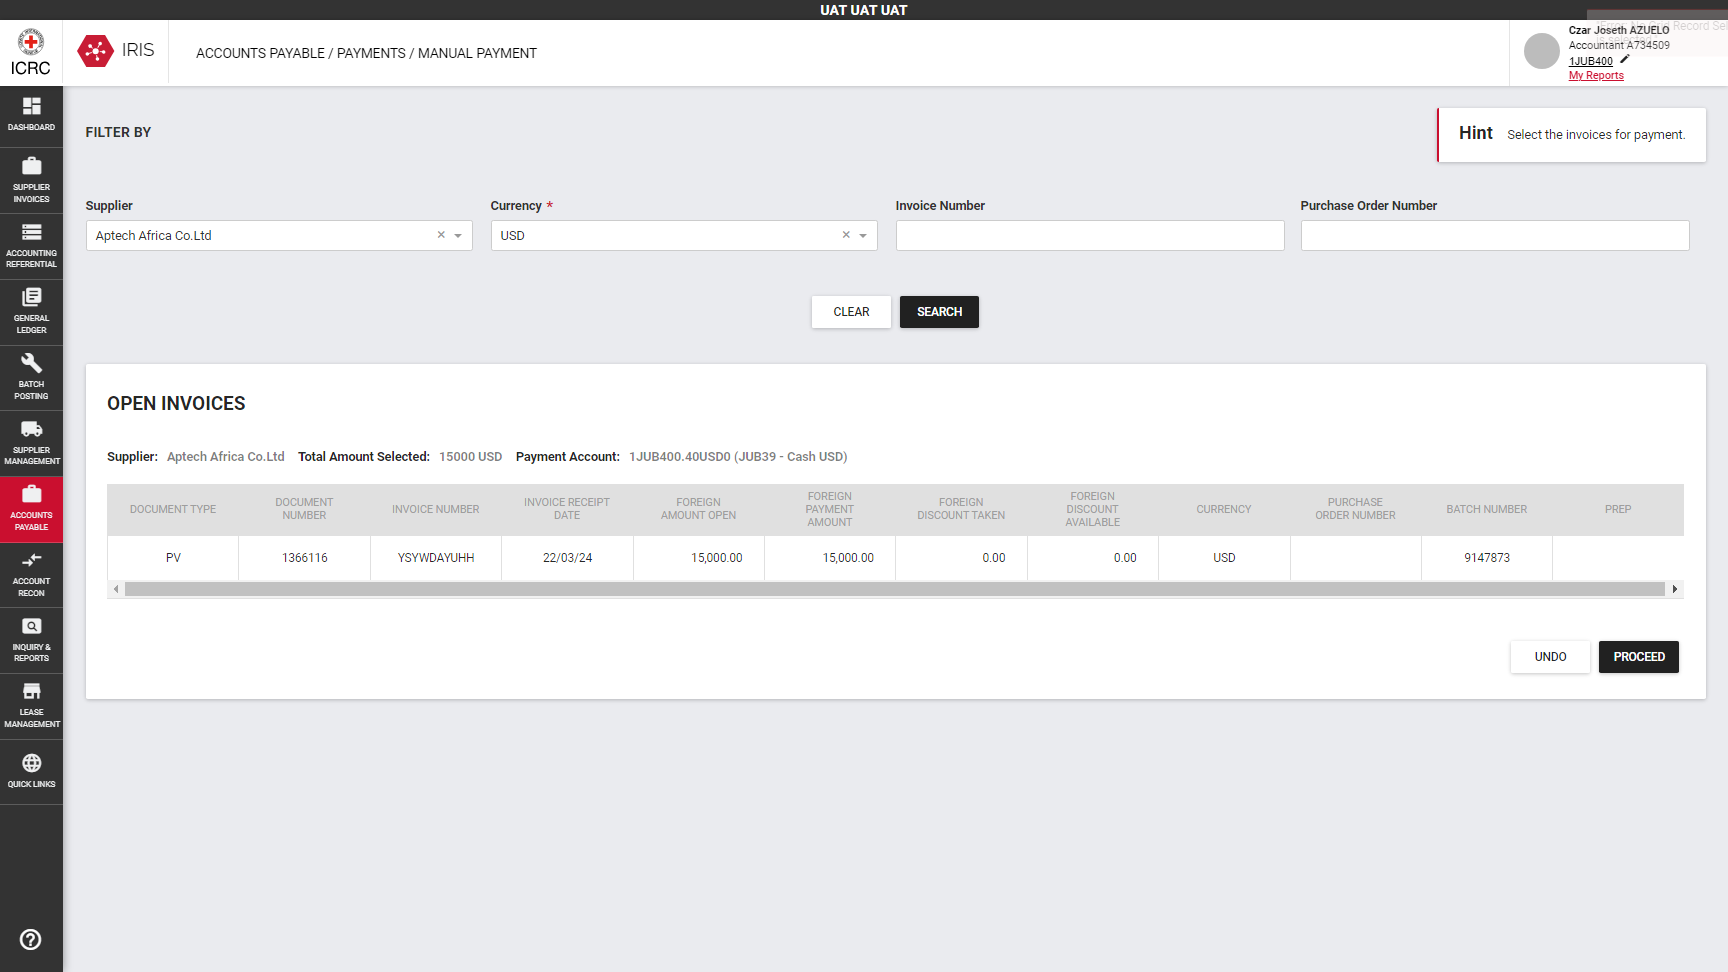 UAT UAT UAT
ICRC
IRIS
ACCOUNTS PAYABLE / PAYMENTS / MANUAL PAYMENT
Czar Joseth AZUELO
Accountant A734509
1JUB400
My Reports
DASHBOARD
SUPPLIER
INVOICES
ACCOUNTING
REFERENTIAL
GENERAL
LEDGER
BATCH
POSTING
SUPPLIER
MANAGEMENT
ACCOUNTS
PAYABLE
ACCOUNT
RECON
INQUIRY &
REPORTS
LEASE
MANAGEMENT
QUICK LINKS
FILTER BY
Hint Select the invoices for payment.
Supplier Currency * Invoice Number Purchase Order Number
Aptech Africa Co.Ltd USD
CLEAR SEARCH
OPEN INVOICES
Supplier: Aptech Africa Co.Ltd Total Amount Selected: 15000 USD Payment Account: 1JUB400.40USD0 (JUB39 - Cash USD)
DOCUMENT TYPE
DOCUMENT
NUMBER
INVOICE NUMBER
INVOICE RECEIPT
DATE
FOREIGN
AMOUNT OPEN
FOREIGN
PAYMENT
AMOUNT
FOREIGN
DISCOUNT TAKEN
FOREIGN
DISCOUNT
AVAILABLE
CURRENCY
PURCHASE
ORDER NUMBER
BATCH NUMBER
PREP
PV 1366116 YSYWDAYUHH 22/03/24 15,000.00 15,000.00 0.00 0.00 USD 9147873
UNDO PROCEED